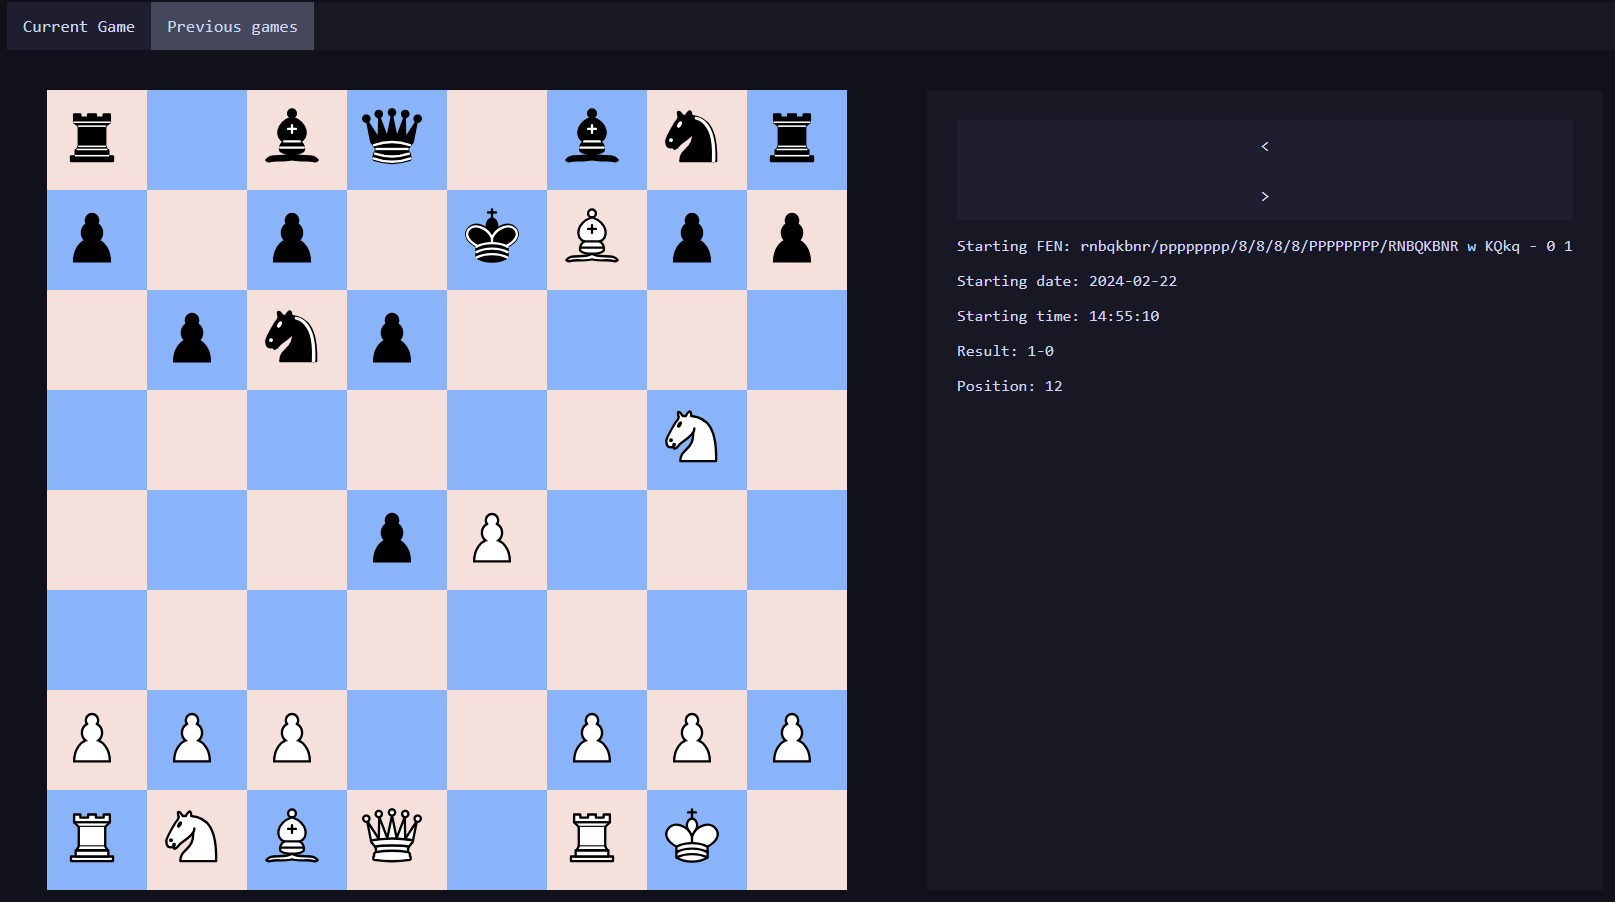 Current Game Previous games
<
>
Starting FEN: rnbqkbnr/pppppppp/8/8/8/8/PPPPPPPP/RNBQKBNR w KQkq - 0 1
Starting date: 2024-02-22
Starting time: 14:55:10
Result: 1-0
Position: 12